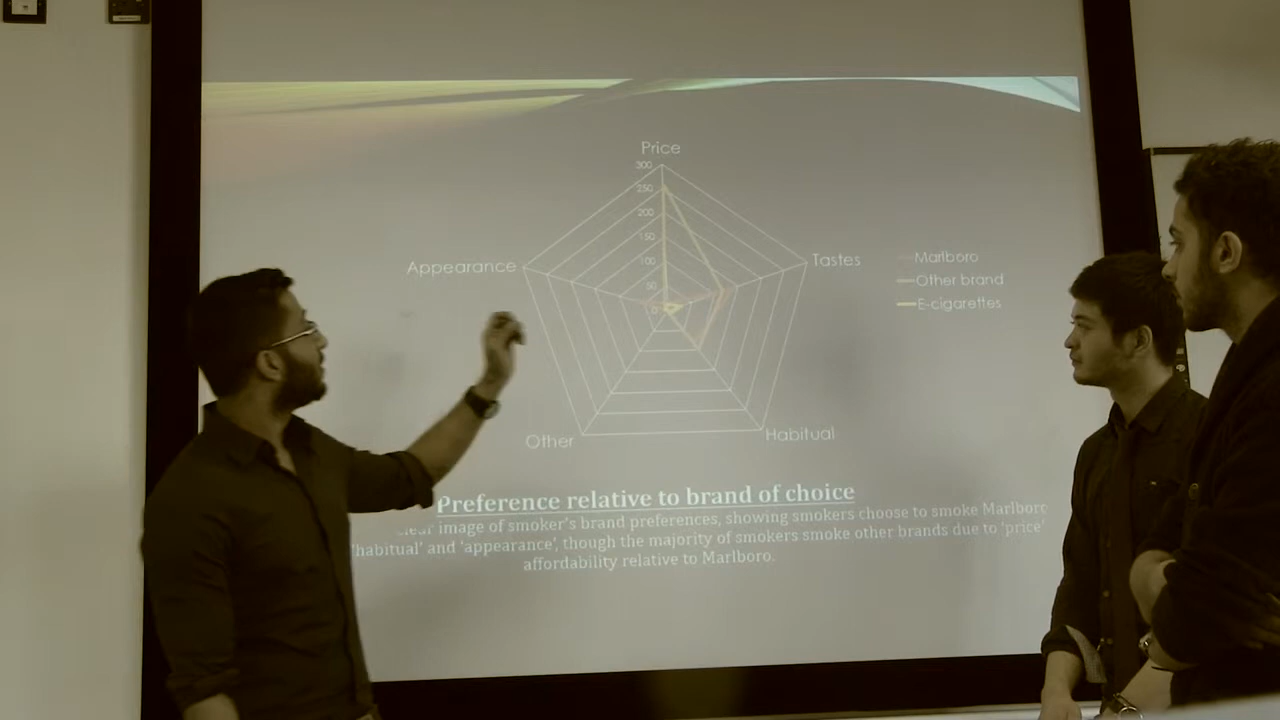 Price
300
250
200
150
100
50
0
Appearance
Tastes
Marlboro
Other brand
E-cigarettes
Other
Habitual
Preference relative to brand of choice
image of smoker's brand preferences, showing smokers choose to smoke Marlboro
'habitual' and 'appearance', though the majority of smokers smoke other brands due to 'price'
affordability relative to Marlboro.